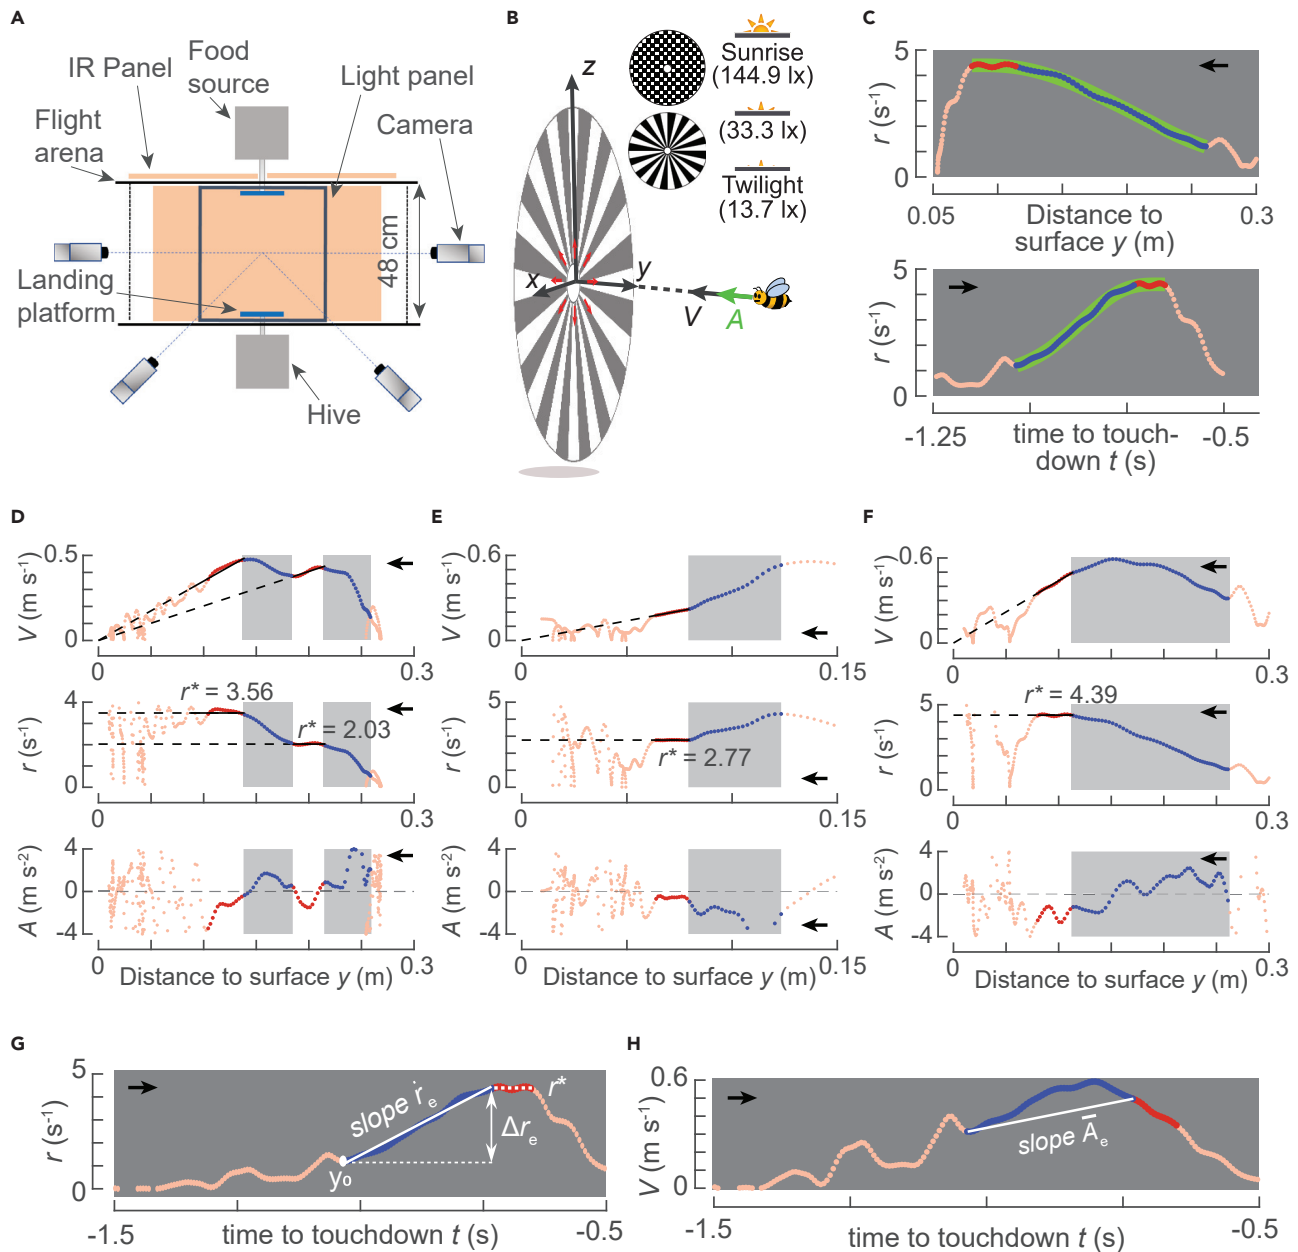 A
IR Panel
Food
source
Light panel
Camera
Flight
arena
48 cm
Landing
platform
Hive
B
z
x
y
V
A
Sunrise
(144.9 lx)
(33.3 lx)
Twilight
(13.7 lx)
C
5
r (s⁻¹)
0
0.05
0.3
Distance to
surface y (m)
5
r (s⁻¹)
0
-1.25
-0.5
time to touch-
down t (s)
D
0.5
V (m s⁻¹)
0
0
0.3
4
r (s⁻¹)
0
r* = 3.56
r* = 2.03
0
0.3
4
A (m s⁻²)
0
-4
0
0.3
Distance to surface y (m)
E
0.6
V (m s⁻¹)
0
0
0.15
5
r (s⁻¹)
0
r* = 2.77
0
0.15
4
A (m s⁻²)
0
-4
0
0.15
Distance to surface y (m)
F
0.6
V (m s⁻¹)
0
0
0.3
5
r (s⁻¹)
0
r* = 4.39
0
0.3
4
A (m s⁻²)
0
-4
0
0.3
Distance to surface y (m)
G
5
r (s⁻¹)
0
slope ṙₑ
r*
Δrₑ
y₀
-1.5
-0.5
time to touchdown t (s)
H
0.6
V (m s⁻¹)
0
slope A̅ₑ
-1.5
-0.5
time to touchdown t (s)